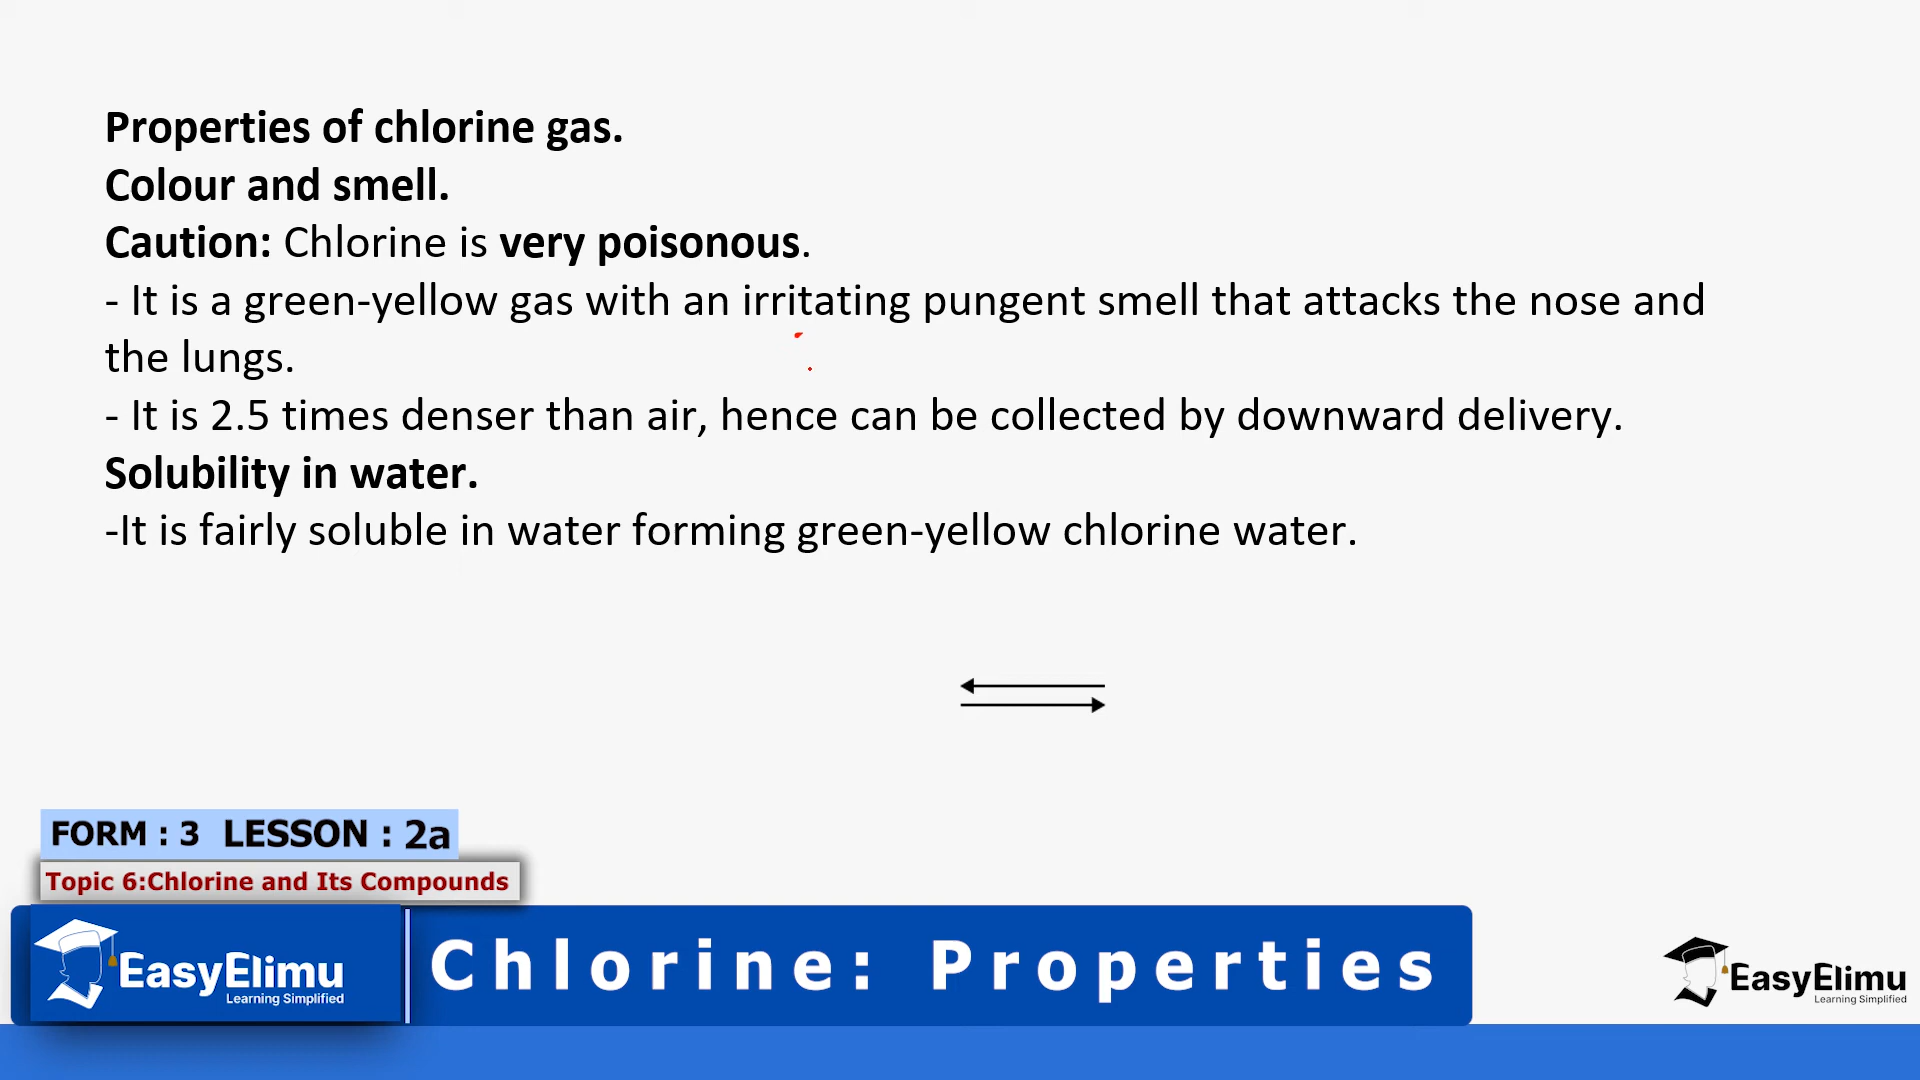 Properties of chlorine gas.
Colour and smell.
Caution: Chlorine is very poisonous.
- It is a green-yellow gas with an irritating pungent smell that attacks the nose and
the lungs.
- It is 2.5 times denser than air, hence can be collected by downward delivery.
Solubility in water.
-It is fairly soluble in water forming green-yellow chlorine water.
FORM : 3 LESSON : 2a
Topic 6:Chlorine and Its Compounds
EasyElimu
Learning Simplified
Chlorine: Properties
EasyElimu
Learning Simplified